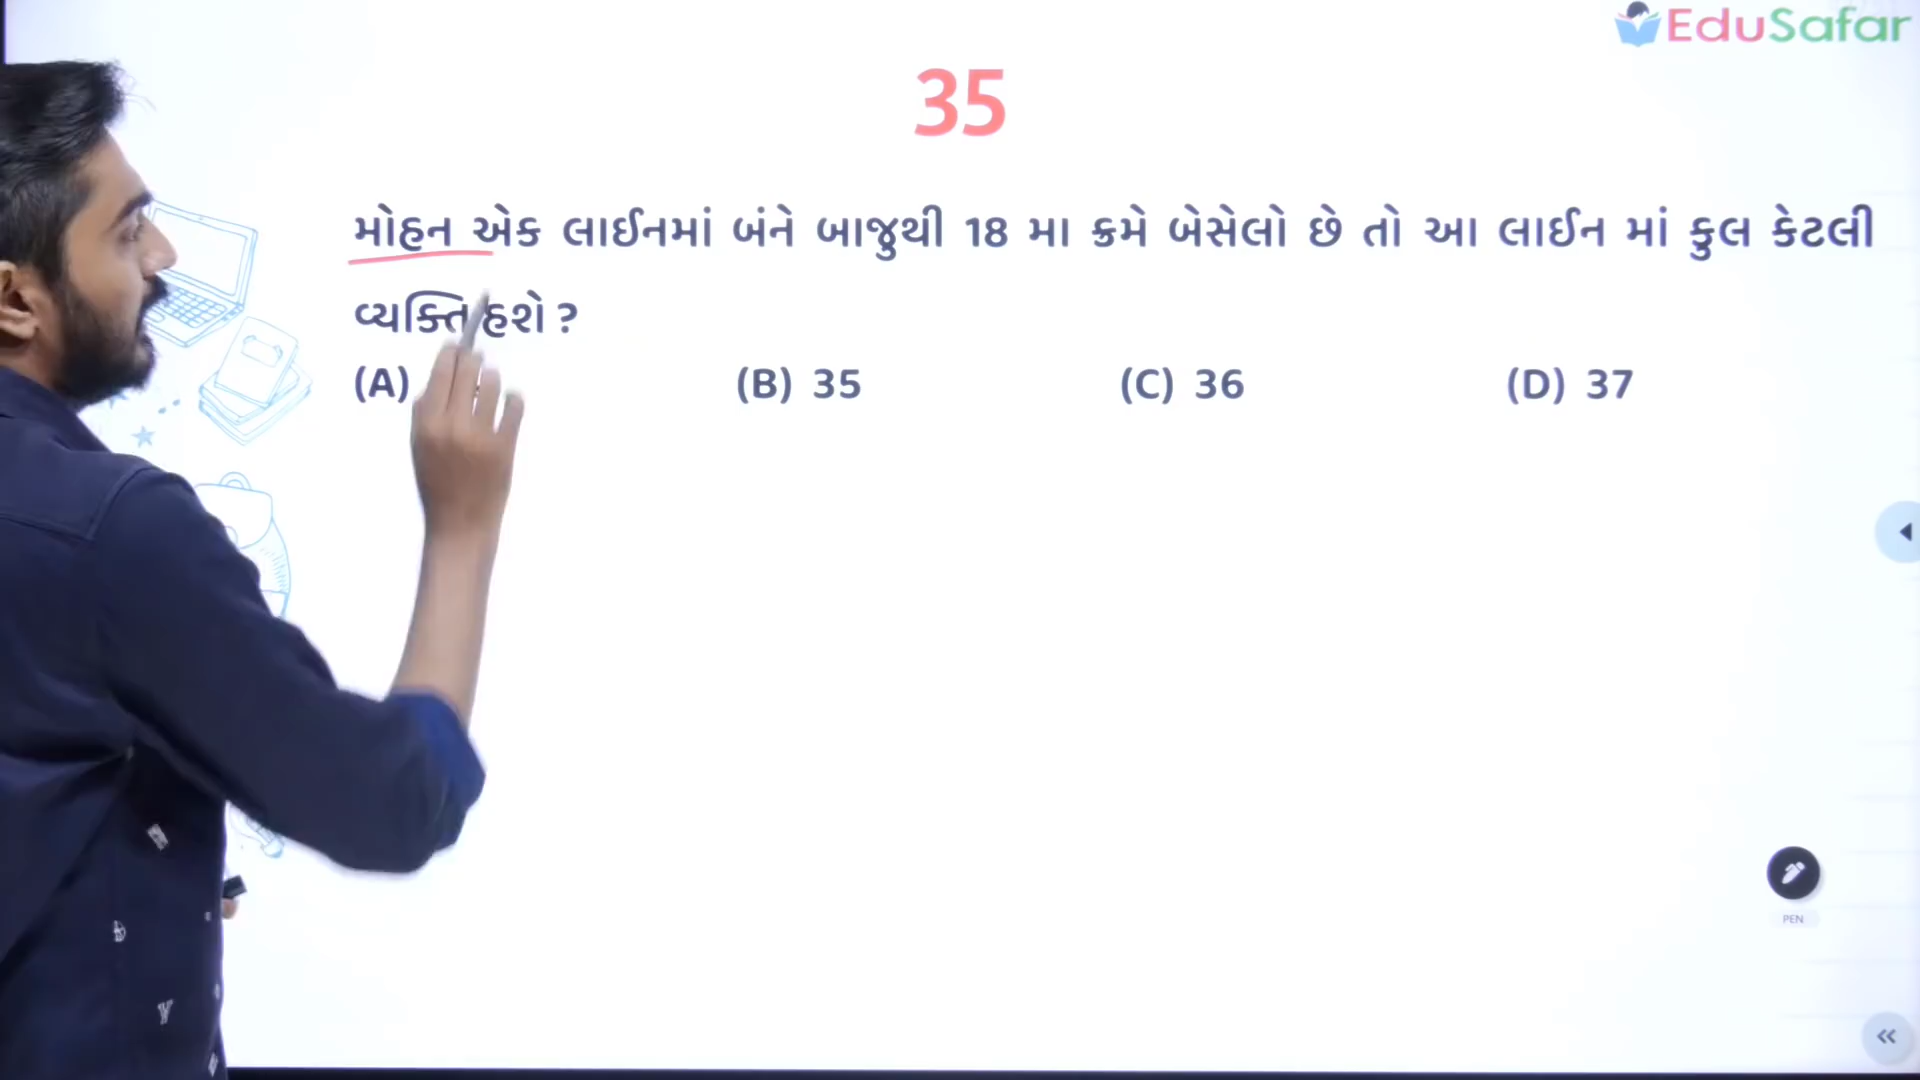 EduSafar
35
મોહન એક લાઈનમાં બંને બાજુથી 18 મા ક્રમે બેસેલો છે તો આ લાઈન માં કુલ કેટલી
વ્યક્તિ હશે ?
(A) (B) 35 (C) 36 (D) 37
PEN